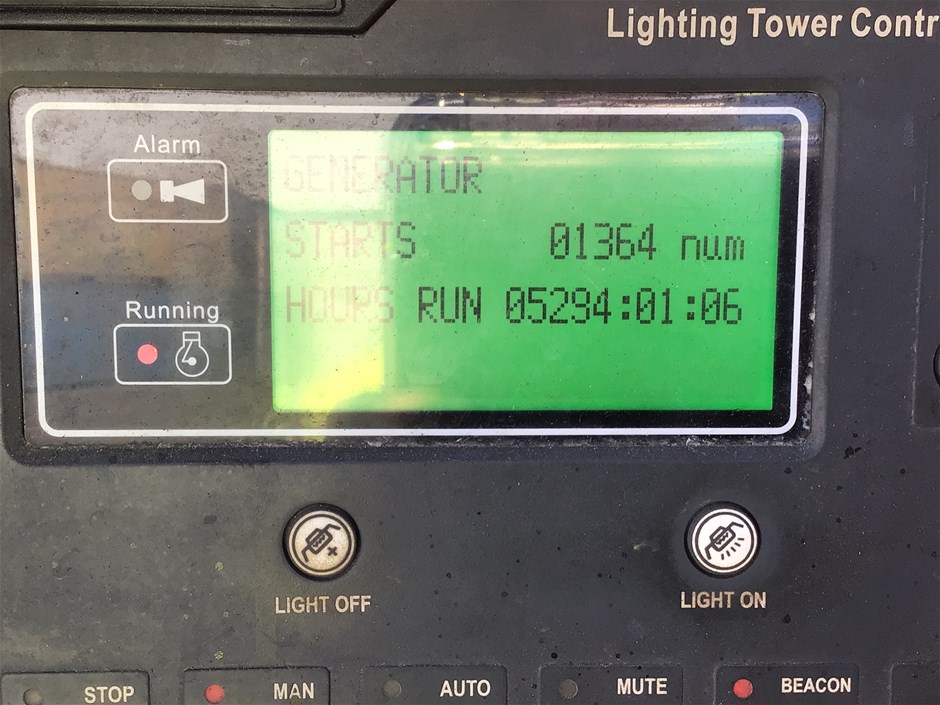 Lighting Tower Contr
Alarm
GENERATOR
STARTS 01364 num
Running
HOURS RUN 05294:01:06
LIGHT OFF
LIGHT ON
STOP
MAN
AUTO
MUTE
BEACON